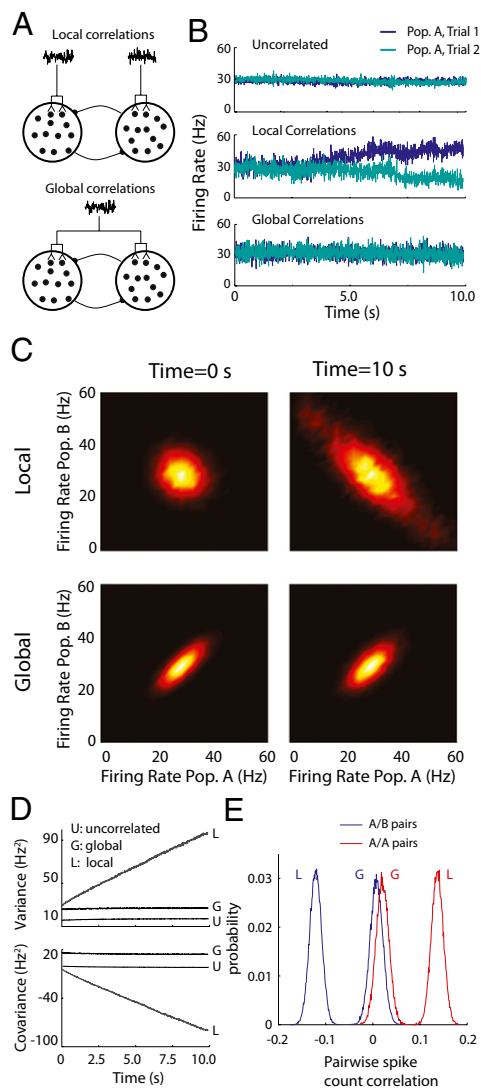 A
Local correlations
Global correlations
B
Pop. A, Trial 1
Pop. A, Trial 2
Uncorrelated
60
30
0
Local Correlations
60
30
0
Global Correlations
60
30
0
Firing Rate (Hz)
0
5.0
10.0
Time (s)
C
Time=0 s
Time=10 s
Local
Firing Rate Pop. B (Hz)
60
40
20
0
Global
Firing Rate Pop. B (Hz)
60
40
20
0
0 20 40 60
0 20 40 60
Firing Rate Pop. A (Hz)
Firing Rate Pop. A (Hz)
D
U: uncorrelated
G: global
L: local
Variance (Hz²)
90
50
10
L
G
U
Covariance (Hz²)
20
-40
-100
G
U
L
0
2.5
5.0
7.5
10.0
Time (s)
E
A/B pairs
A/A pairs
L
G
G
L
probability
0.03
0.02
0.01
0
-0.2
-0.1
0
0.1
0.2
Pairwise spike
count correlation